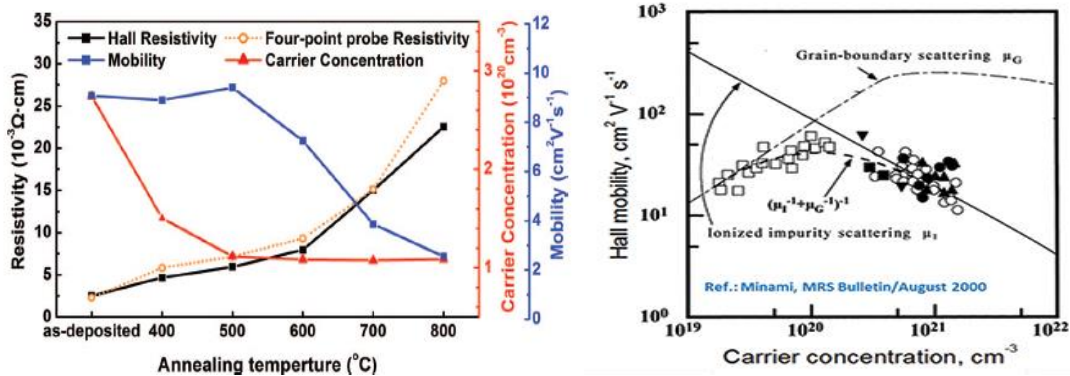 Hall Resistivity
Four-point probe Resistivity
Mobility
Carrier Concentration
Resistivity (10⁻³Ω·cm)
35
30
25
20
15
10
5
0
as-deposited 400 500 600 700 800
Annealing temperture (°C)
3
2
1
Carrier Concentration (10²⁰cm⁻³)
12
10
8
6
4
2
0
Mobility (cm²V⁻¹s⁻¹)
Hall mobility, cm² V⁻¹ s⁻¹
10³
10²
10¹
10⁰
Grain-boundary scattering μG
(μI⁻¹+μG⁻¹)⁻¹
Ionized impurity scattering μI
Ref.: Minami, MRS Bulletin/August 2000
10¹⁹ 10²⁰ 10²¹ 10²²
Carrier concentration, cm⁻³